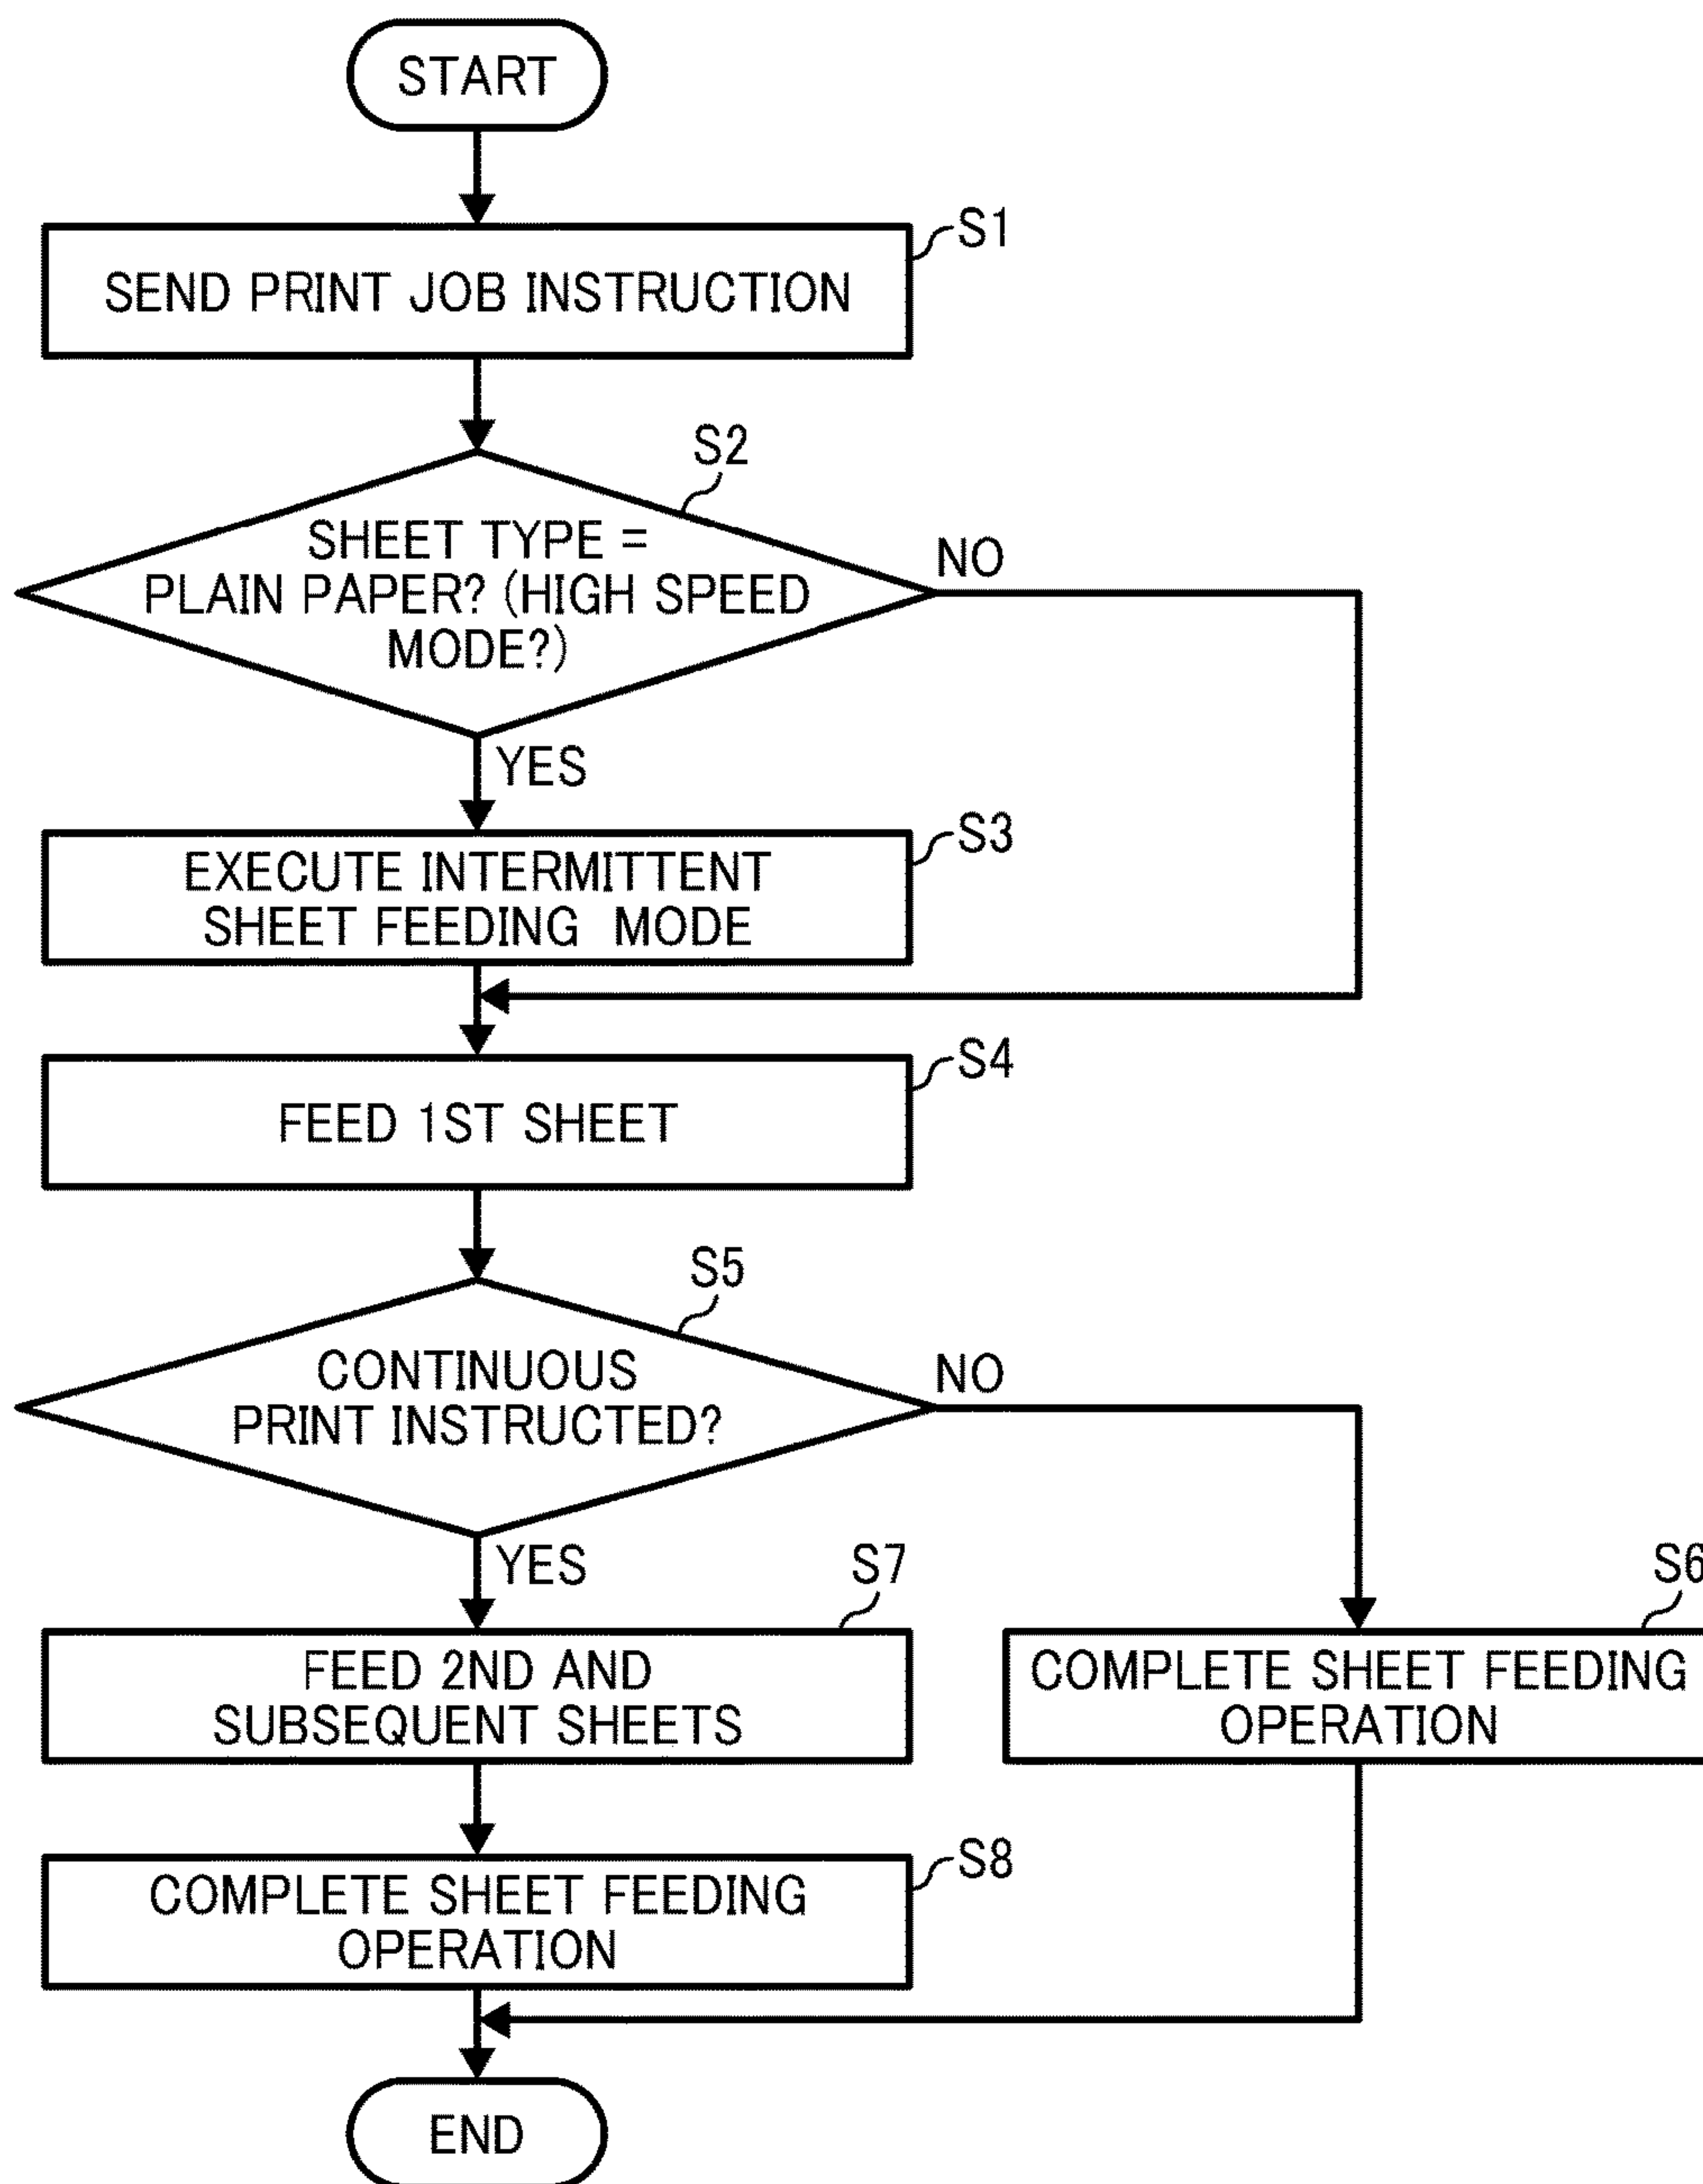 START
S1
SEND PRINT JOB INSTRUCTION
S2
SHEET TYPE =
PLAIN PAPER? (HIGH SPEED
MODE?)
NO
YES
S3
EXECUTE INTERMITTENT
SHEET FEEDING MODE
S4
FEED 1ST SHEET
S5
CONTINUOUS
PRINT INSTRUCTED?
NO
YES
S7
FEED 2ND AND
SUBSEQUENT SHEETS
S6
COMPLETE SHEET FEEDING
OPERATION
S8
COMPLETE SHEET FEEDING
OPERATION
END